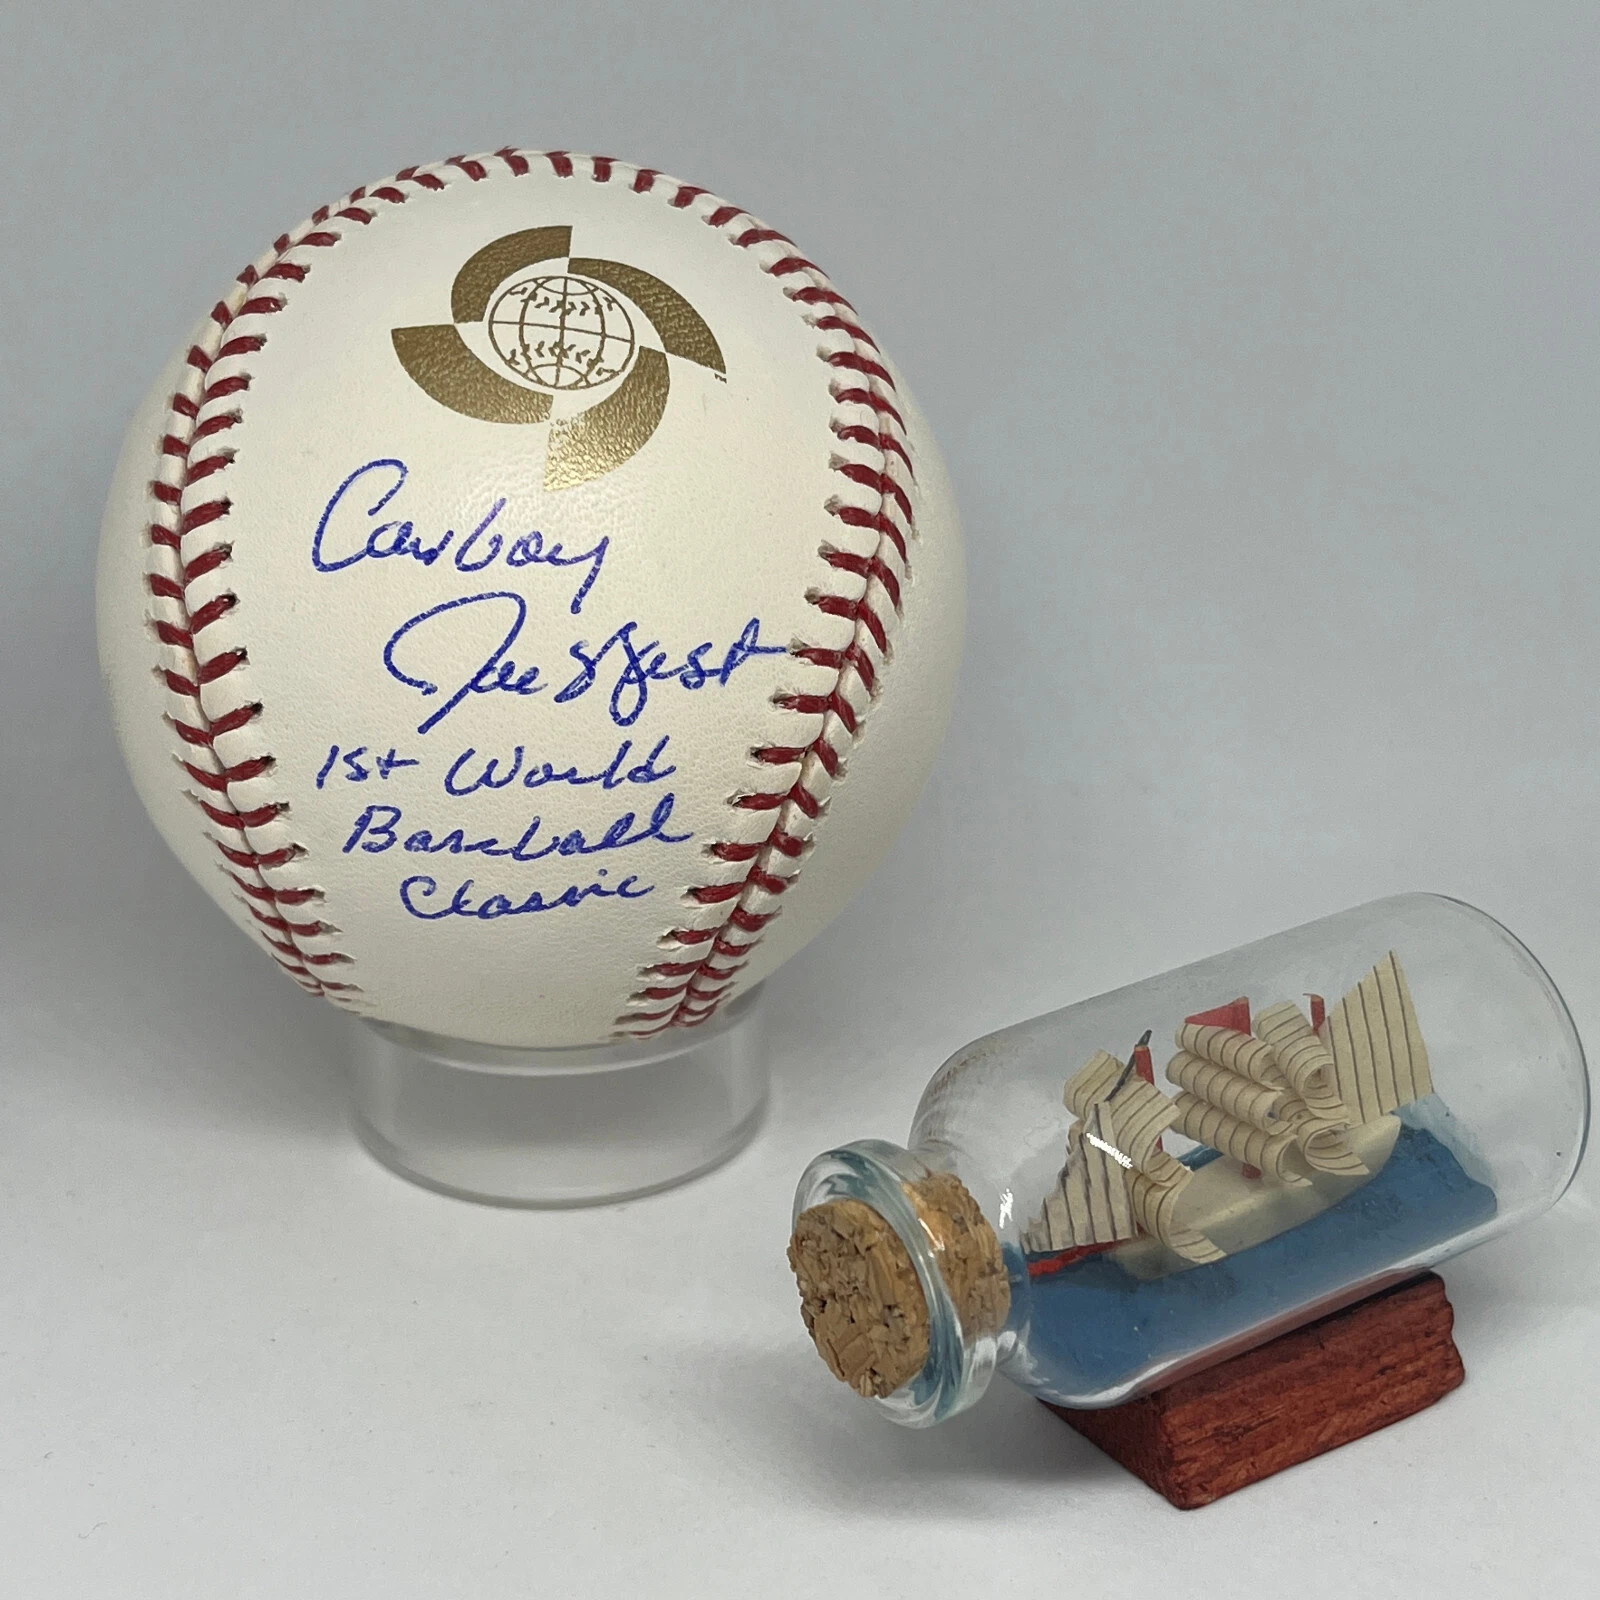 Cowboy
Joe West
1st World
Baseball
Classic